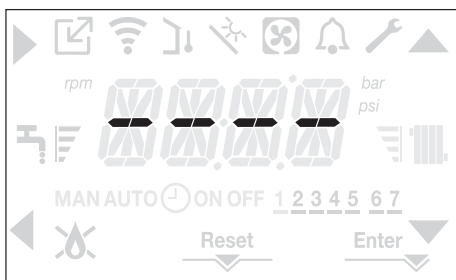 rpm
bar
psi
- - - -
MAN AUTO ON OFF 1 2 3 4 5 6 7
Reset
Enter